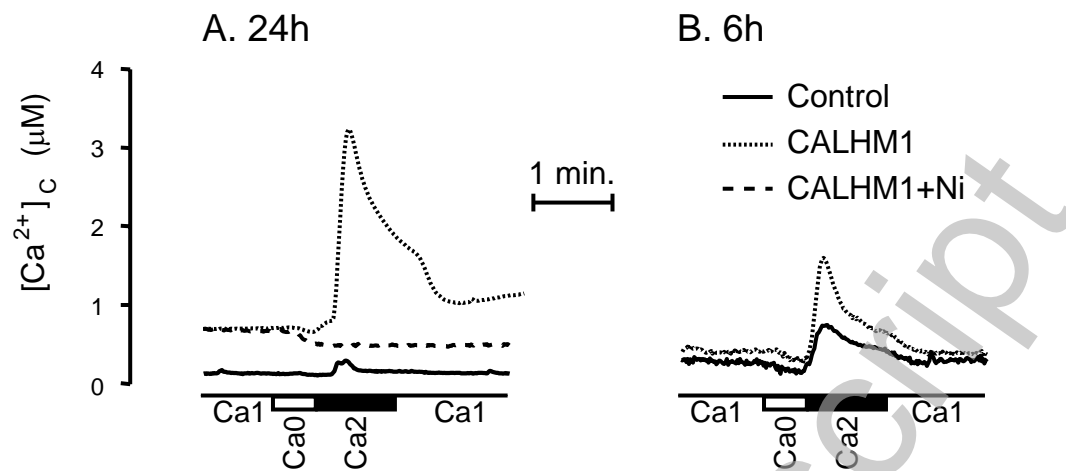 A. 24h
B. 6h
[Ca2+]C (μM)
4
3
2
1
0
1 min.
Control
CALHM1
CALHM1+Ni
Ca1
Ca0
Ca2
Ca1
Ca1
Ca0
Ca2
Ca1
script